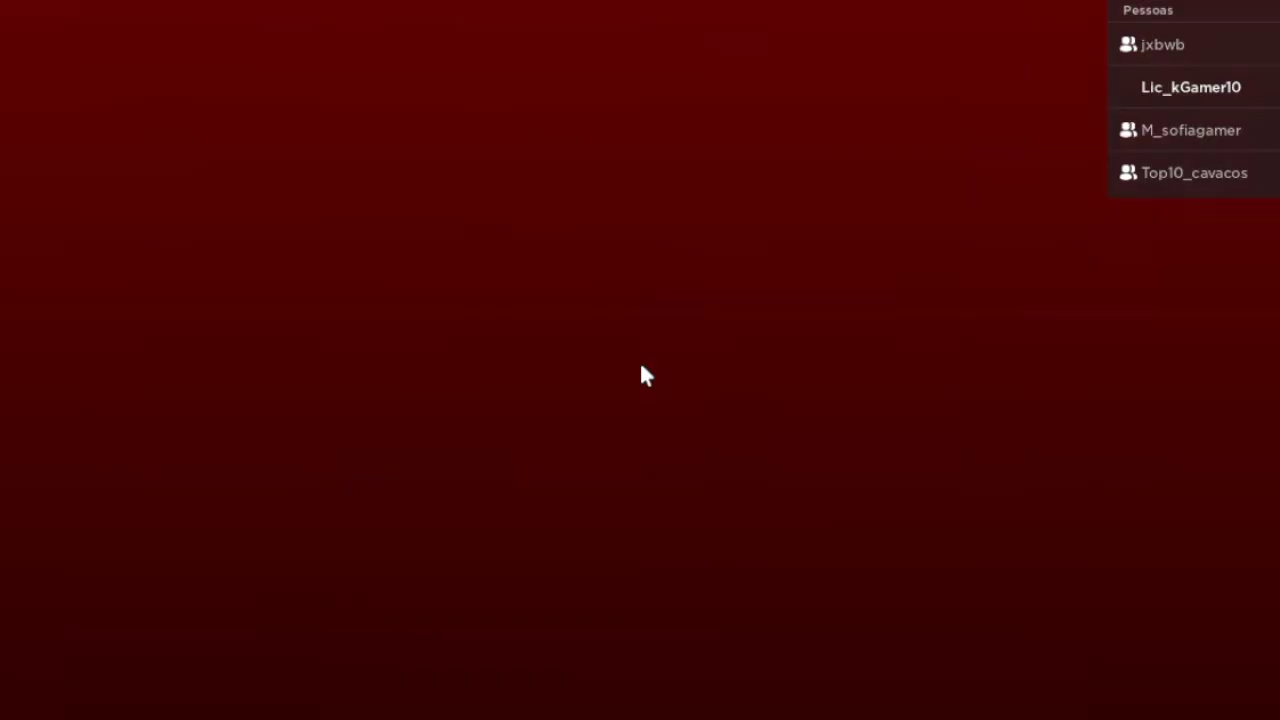 Pessoas
jxbwb
Lic_kGamer10
M_sofiagamer
Top10_cavacos